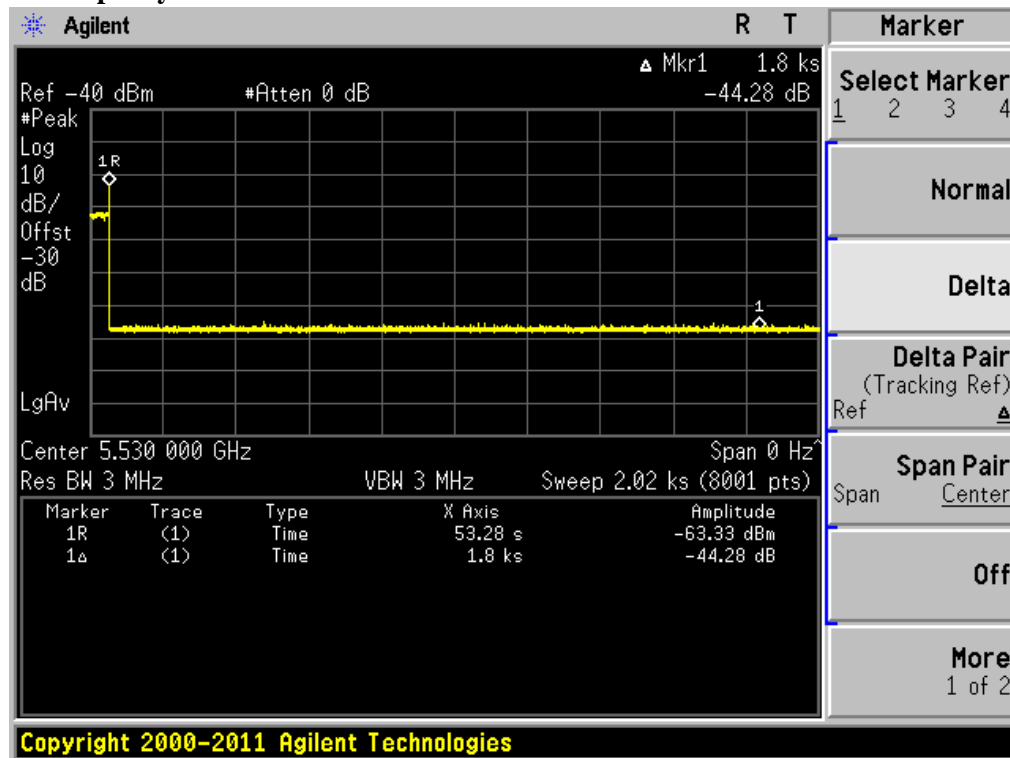 Agilent R T
Δ Mkr1 1.8 ks
Ref -40 dBm #Atten 0 dB -44.28 dB
#Peak
Log
10
dB/
Offst
-30
dB
LgAv
1R
1
Center 5.530 000 GHz Span 0 Hz^
Res BW 3 MHz VBW 3 MHz Sweep 2.02 ks (8001 pts)
Marker Trace Type X Axis Amplitude
1R (1) Time 53.28 s -63.33 dBm
1Δ (1) Time 1.8 ks -44.28 dB
Marker
Select Marker
1 2 3 4
Normal
Delta
Delta Pair
(Tracking Ref)
Ref Δ
Span Pair
Span Center
Off
More
1 of 2
Copyright 2000-2011 Agilent Technologies